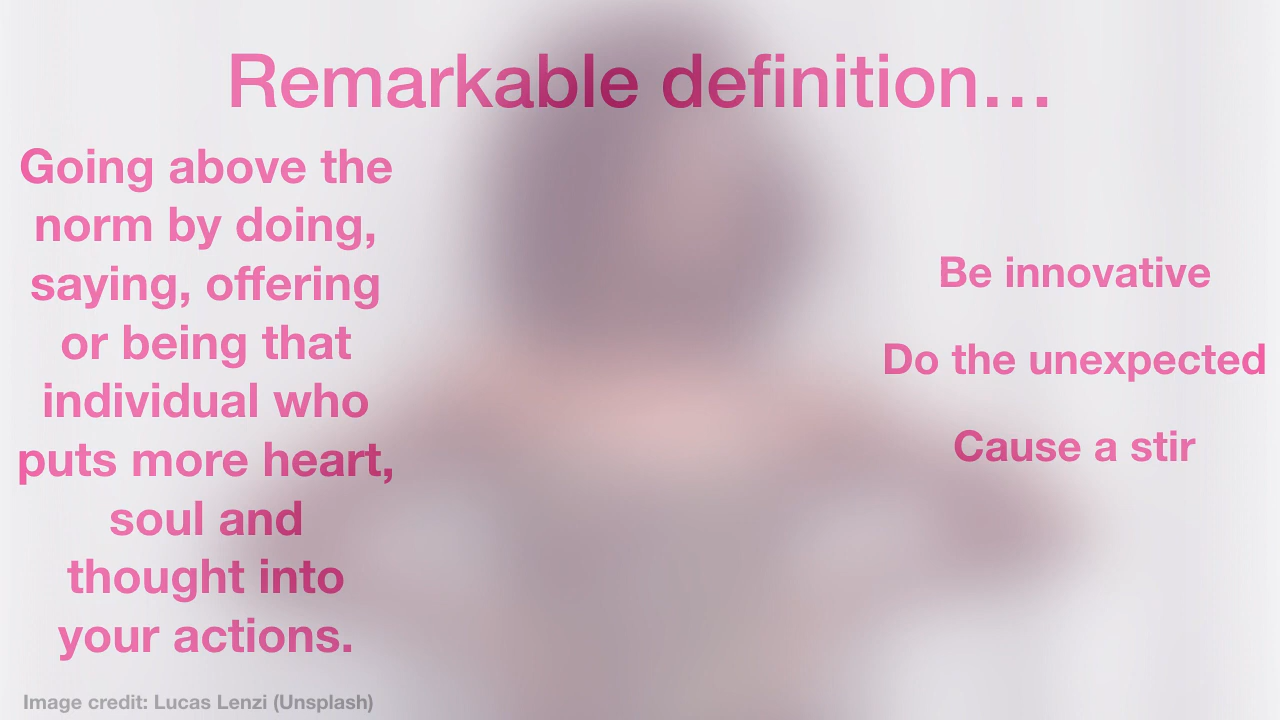 Remarkable definition…
Going above the
norm by doing,
saying, offering
or being that
individual who
puts more heart,
soul and
thought into
your actions.
Be innovative
Do the unexpected
Cause a stir
Image credit: Lucas Lenzi (Unsplash)